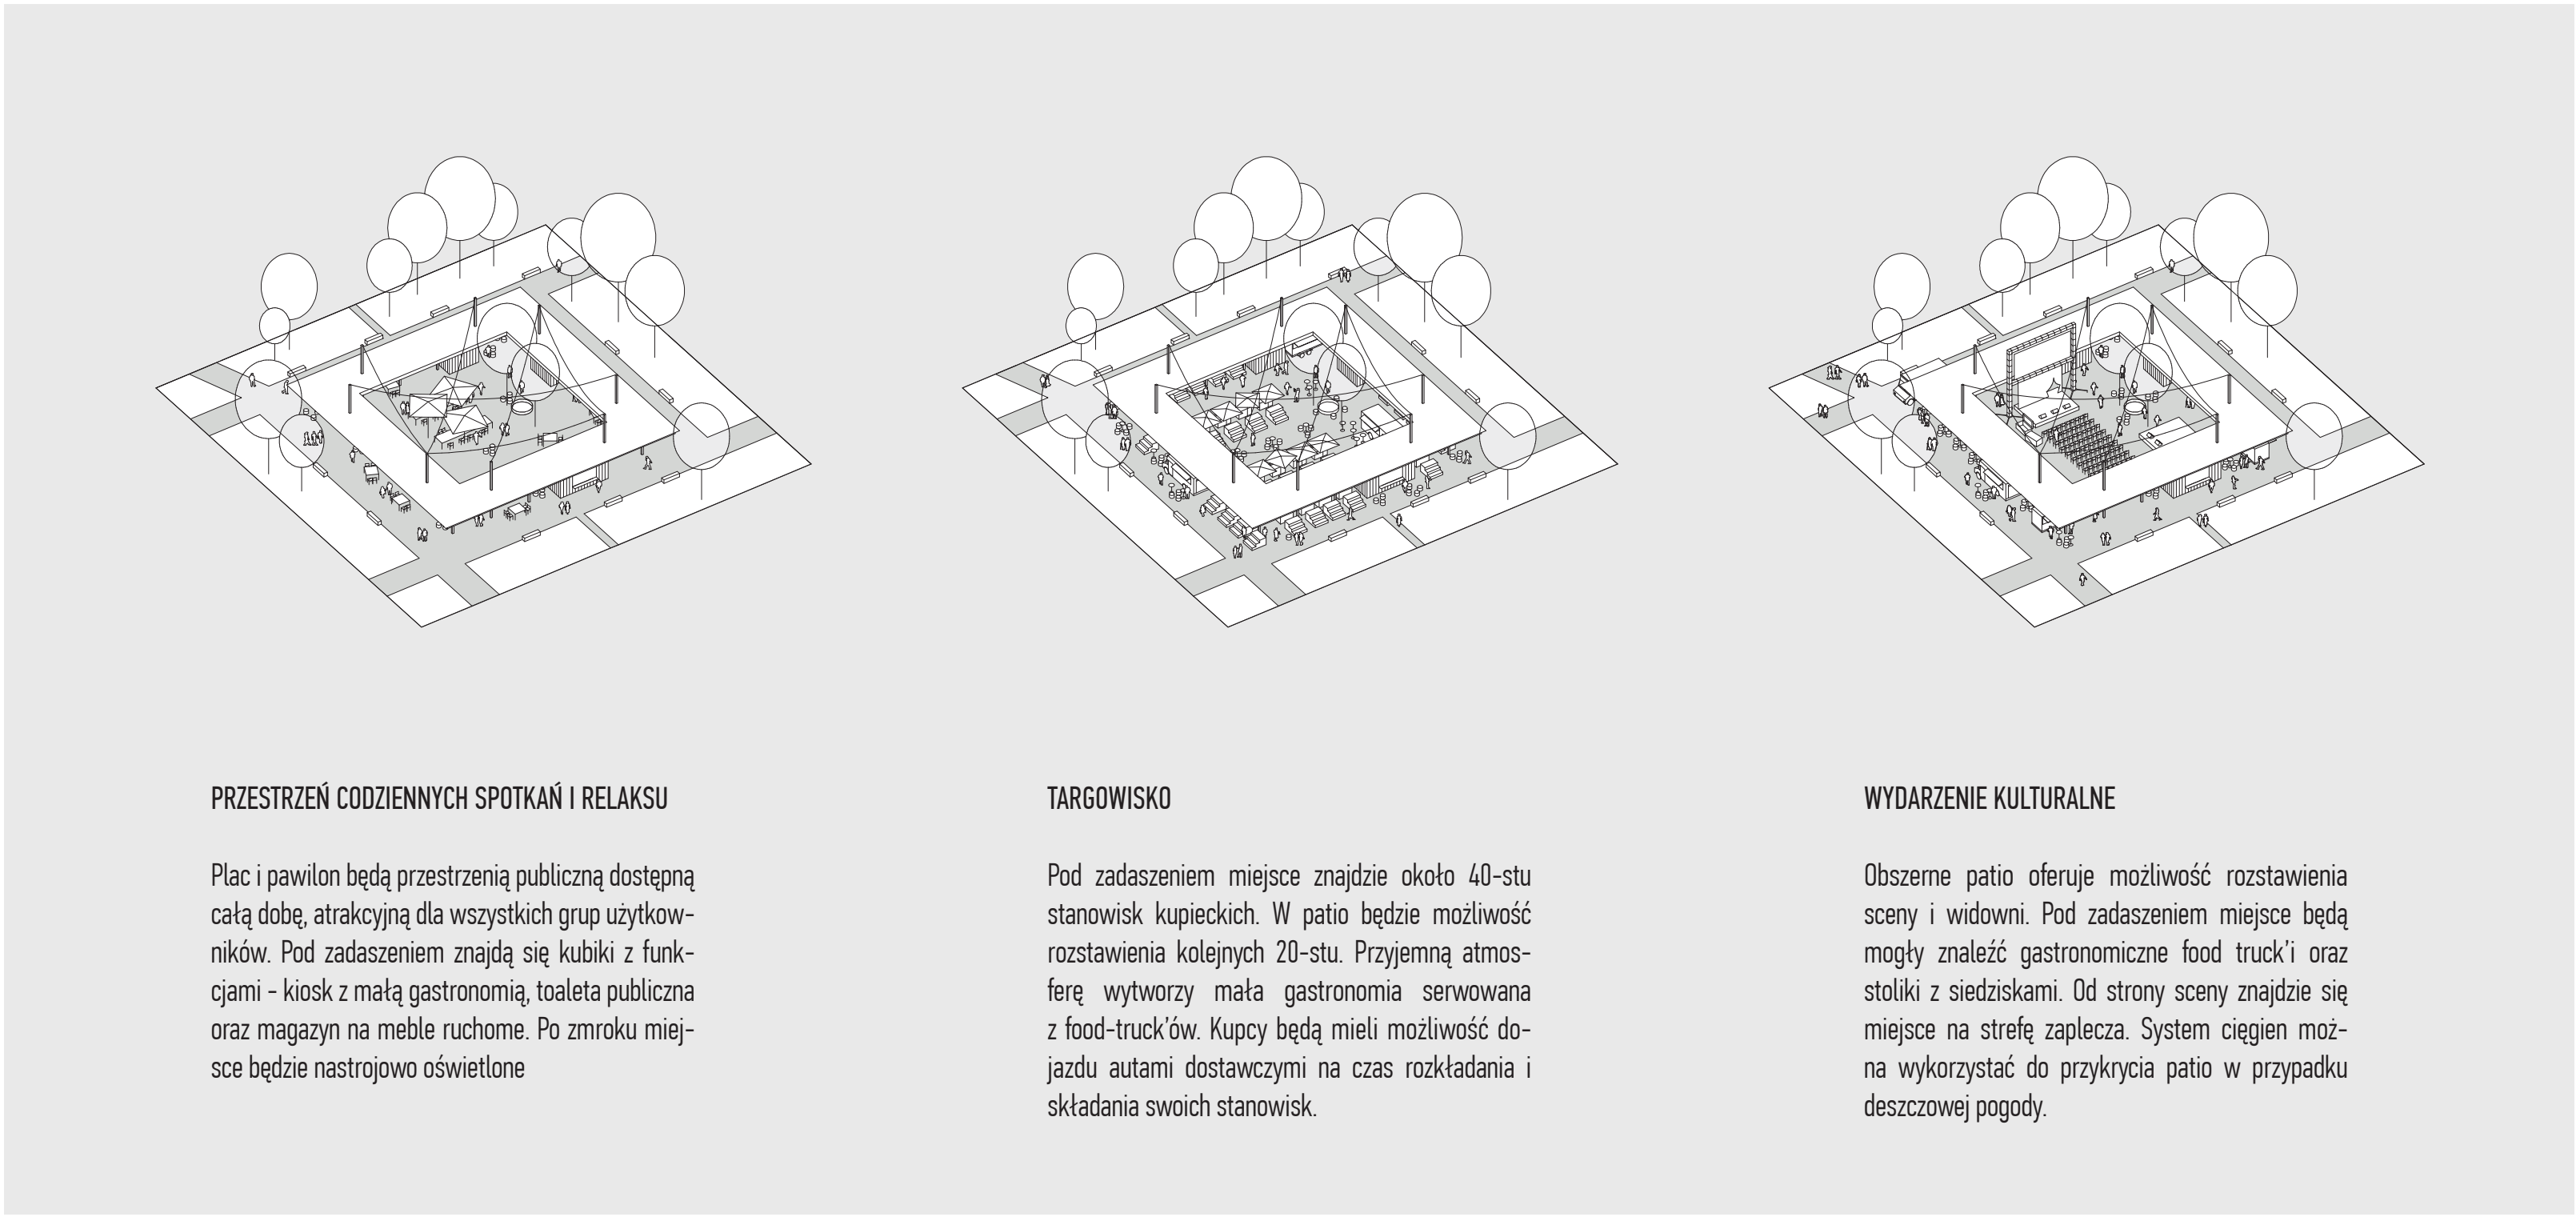 PRZESTRZEŃ CODZIENNYCH SPOTKAŃ I RELAKSU
Plac i pawilon będą przestrzenią publiczną dostępną
całą dobę, atrakcyjną dla wszystkich grup użytkow-
ników. Pod zadaszeniem znajdą się kubiki z funk-
cjami - kiosk z małą gastronomią, toaleta publiczna
oraz magazyn na meble ruchome. Po zmroku miej-
sce będzie nastrojowo oświetlone
TARGOWISKO
Pod zadaszeniem miejsce znajdzie około 40-stu
stanowisk kupieckich. W patio będzie możliwość
rozstawienia kolejnych 20-stu. Przyjemną atmos-
ferę wytworzy mała gastronomia serwowana
z food-truck'ów. Kupcy będą mieli możliwość do-
jazdu autami dostawczymi na czas rozkładania i
składania swoich stanowisk.
WYDARZENIE KULTURALNE
Obszerne patio oferuje możliwość rozstawienia
sceny i widowni. Pod zadaszeniem miejsce będą
mogły znaleźć gastronomiczne food truck'i oraz
stoliki z siedziskami. Od strony sceny znajdzie się
miejsce na strefę zaplecza. System cięgien moż-
na wykorzystać do przykrycia patio w przypadku
deszczowej pogody.